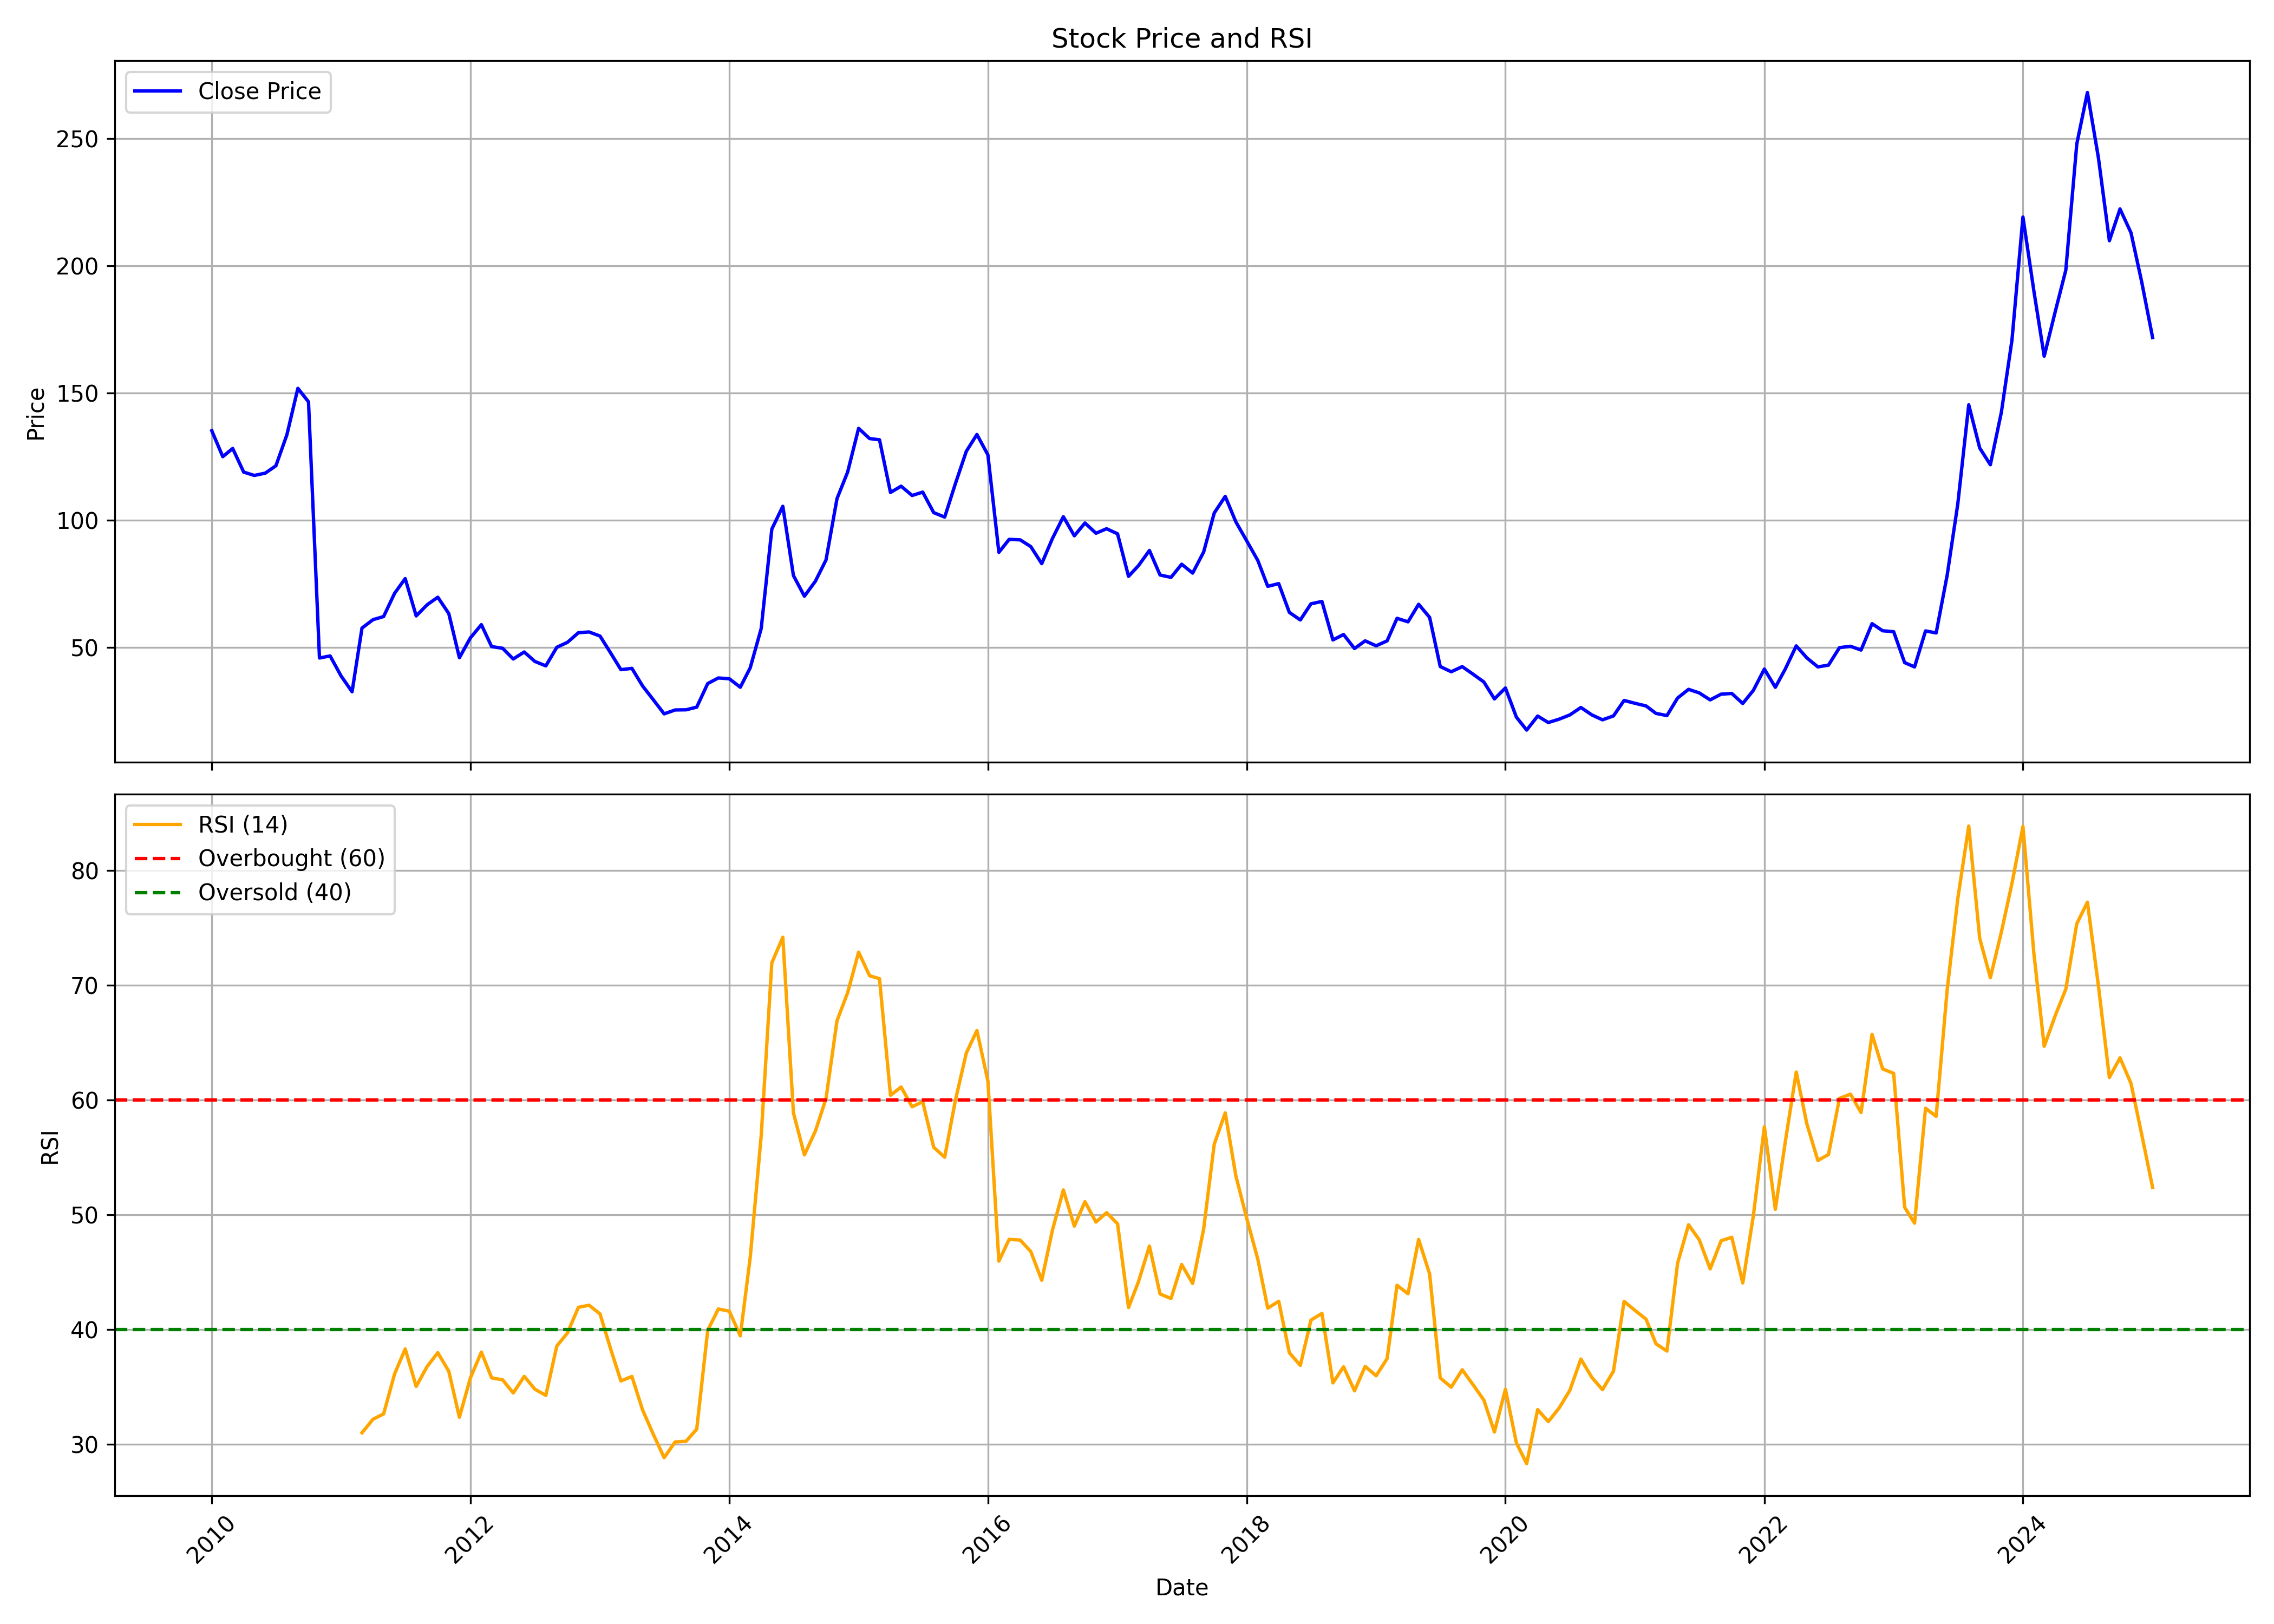 Stock Price and RSI
Close Price
250
200
150
100
50
Price
RSI (14)
Overbought (60)
Oversold (40)
80
70
60
50
40
30
RSI
2010
2012
2014
2016
2018
2020
2022
2024
Date